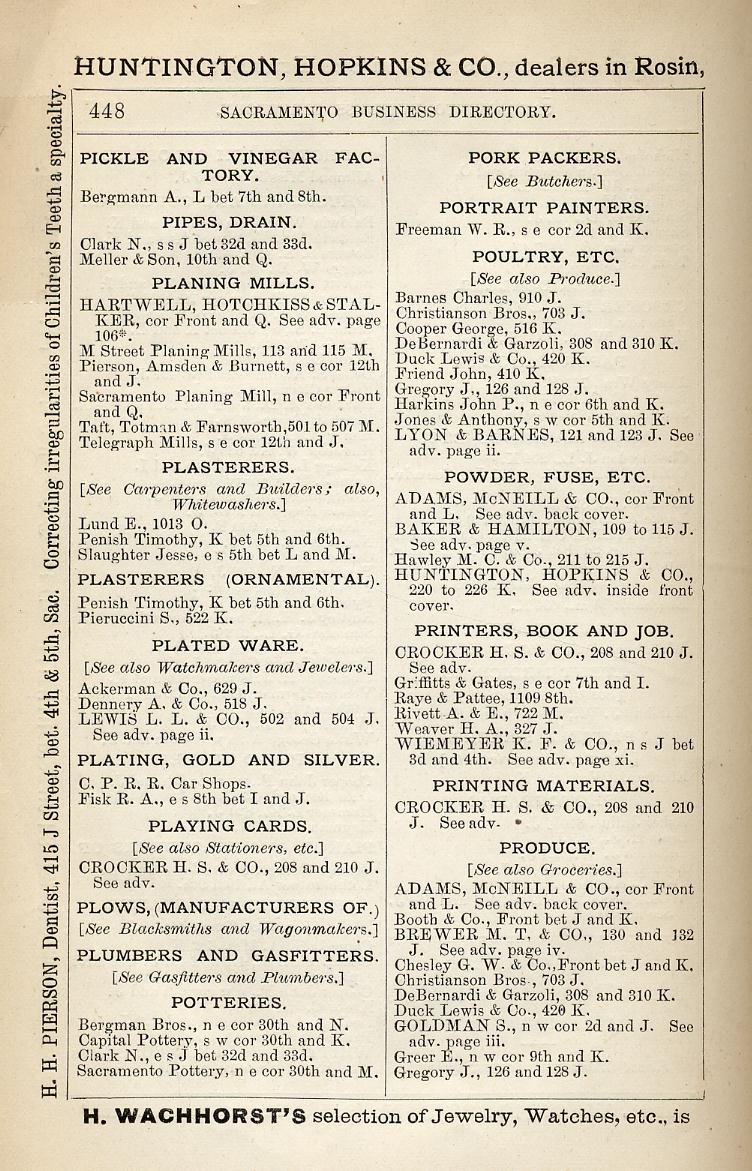 HUNTINGTON, HOPKINS & CO., dealers in Rosin,
448 SACRAMENTO BUSINESS DIRECTORY.
PICKLE AND VINEGAR FAC-
TORY.
Bergmann A., L bet 7th and 8th.
PIPES, DRAIN.
Clark N., s s J bet 32d and 33d.
Meller & Son, 10th and Q.
PLANING MILLS.
HARTWELL, HOTCHKISS & STAL-
KER, cor Front and Q. See adv. page
106*.
M Street Planing Mills, 113 and 115 M.
Pierson, Amsden & Burnett, s e cor 12th
and J.
Sacramento Planing Mill, n e cor Front
and Q.
Taft, Totman & Farnsworth, 501 to 507 M.
Telegraph Mills, s e cor 12th and J.
PLASTERERS.
[See Carpenters and Builders; also,
Whitewashers.]
Lund E., 1013 O.
Penish Timothy, K bet 5th and 6th.
Slaughter Jesse, e s 5th bet L and M.
PLASTERERS (ORNAMENTAL).
Penish Timothy, K bet 5th and 6th.
Pieruccini S., 522 K.
PLATED WARE.
[See also Watchmakers and Jewelers.]
Ackerman & Co., 629 J.
Dennery A. & Co., 518 J.
LEWIS L. L. & CO., 502 and 504 J.
See adv. page ii.
PLATING, GOLD AND SILVER.
C. P. R. R. Car Shops.
Fisk R. A., e s 8th bet I and J.
PLAYING CARDS.
[See also Stationers, etc.]
CROCKER H. S. & CO., 208 and 210 J.
See adv.
PLOWS, (MANUFACTURERS OF.)
[See Blacksmiths and Wagonmakers.]
PLUMBERS AND GASFITTERS.
[See Gasfitters and Plumbers.]
POTTERIES.
Bergman Bros., n e cor 30th and N.
Capital Pottery, s w cor 30th and K.
Clark N., e s J bet 32d and 33d.
Sacramento Pottery, n e cor 30th and M.
PORK PACKERS.
[See Butchers.]
PORTRAIT PAINTERS.
Freeman W. R., s e cor 2d and K.
POULTRY, ETC.
[See also Produce.]
Barnes Charles, 910 J.
Christianson Bros., 703 J.
Cooper George, 516 K.
DeBernardi & Garzoli, 308 and 310 K.
Duck Lewis & Co., 420 K.
Friend John, 410 K.
Gregory J., 126 and 128 J.
Harkins John P., n e cor 6th and K.
Jones & Anthony, s w cor 5th and K.
LYON & BARNES, 121 and 123 J. See
adv. page ii.
POWDER, FUSE, ETC.
ADAMS, McNEILL & CO., cor Front
and L. See adv. back cover.
BAKER & HAMILTON, 109 to 115 J.
See adv. page v.
Hawley M. C. & Co., 211 to 215 J.
HUNTINGTON, HOPKINS & CO.,
220 to 226 K. See adv. inside front
cover.
PRINTERS, BOOK AND JOB.
CROCKER H. S. & CO., 208 and 210 J.
See adv.
Griffitts & Gates, s e cor 7th and I.
Raye & Pattee, 1109 8th.
Rivett A. & E., 722 M.
Weaver H. A., 327 J.
WIEMEYER K. F. & CO., n s J bet
3d and 4th. See adv. page xi.
PRINTING MATERIALS.
CROCKER H. S. & CO., 208 and 210
J. See adv.
PRODUCE.
[See also Groceries.]
ADAMS, McNEILL & CO., cor Front
and L. See adv. back cover.
Booth & Co., Front bet J and K.
BREWER M. T. & CO., 130 and 132
J. See adv. page iv.
Chesley G. W. & Co., Front bet J and K.
Christianson Bros., 703 J.
DeBernardi & Garzoli, 308 and 310 K.
Duck Lewis & Co., 420 K.
GOLDMAN S., n w cor 2d and J. See
adv. page iii.
Greer E., n w cor 9th and K.
Gregory J., 126 and 128 J.
H. WACHHORST'S selection of Jewelry, Watches, etc., is
H. H. PIERSON, Dentist, 415 J Street, bet. 4th & 5th, Sac. Correcting irregularities of Children's Teeth a specialty.